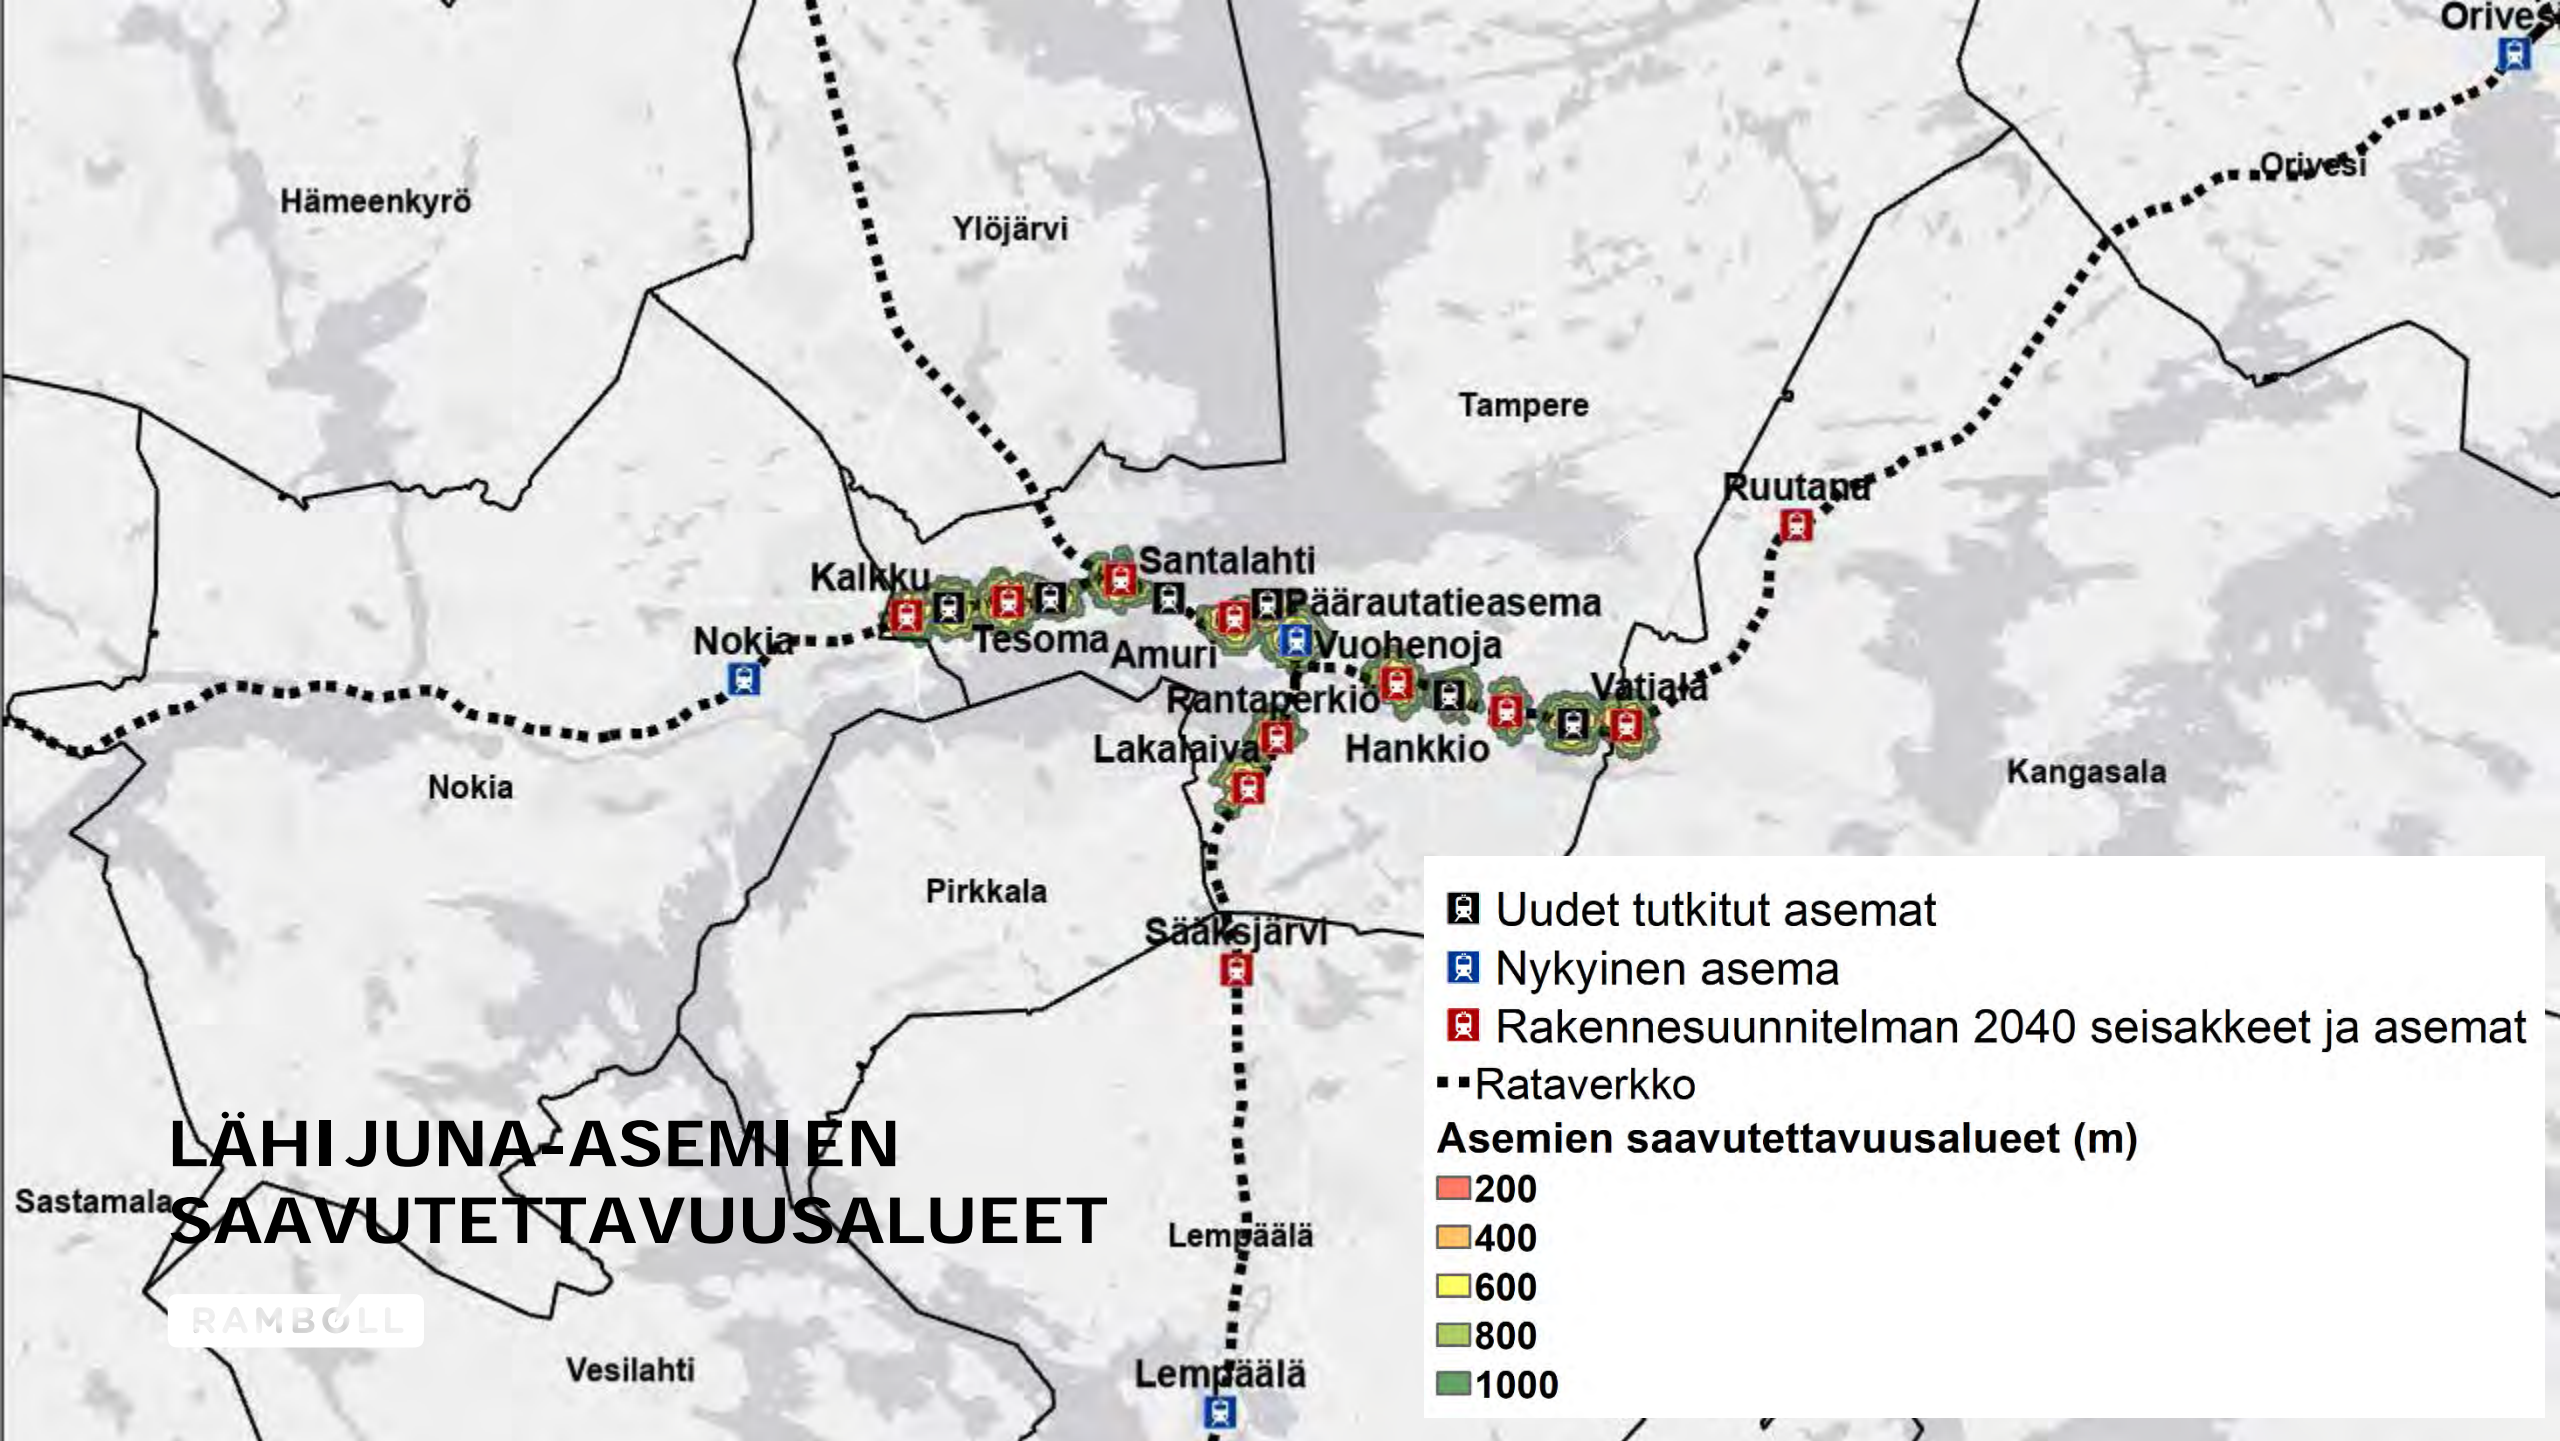 Orivesi
Orivesi
Hämeenkyrö
Ylöjärvi
Tampere
Ruutana
Santalahti
Kalkku
Päärautatieasema
Nokia
Tesoma
Amuri
Vuohenoja
Rantaperkiö
Vatiala
Lakalaiva
Hankkio
Kangasala
Nokia
Pirkkala
Sääksjärvi
Uudet tutkitut asemat
Nykyinen asema
Rakennesuunnitelman 2040 seisakkeet ja asemat
Rataverkko
Asemien saavutettavuusalueet (m)
200
400
600
800
1000
LÄHIJUNA-ASEMIEN
SAAVUTETTAVUUSALUEET
Sastamala
Lempäälä
RAMBOLL
Vesilahti
Lempäälä